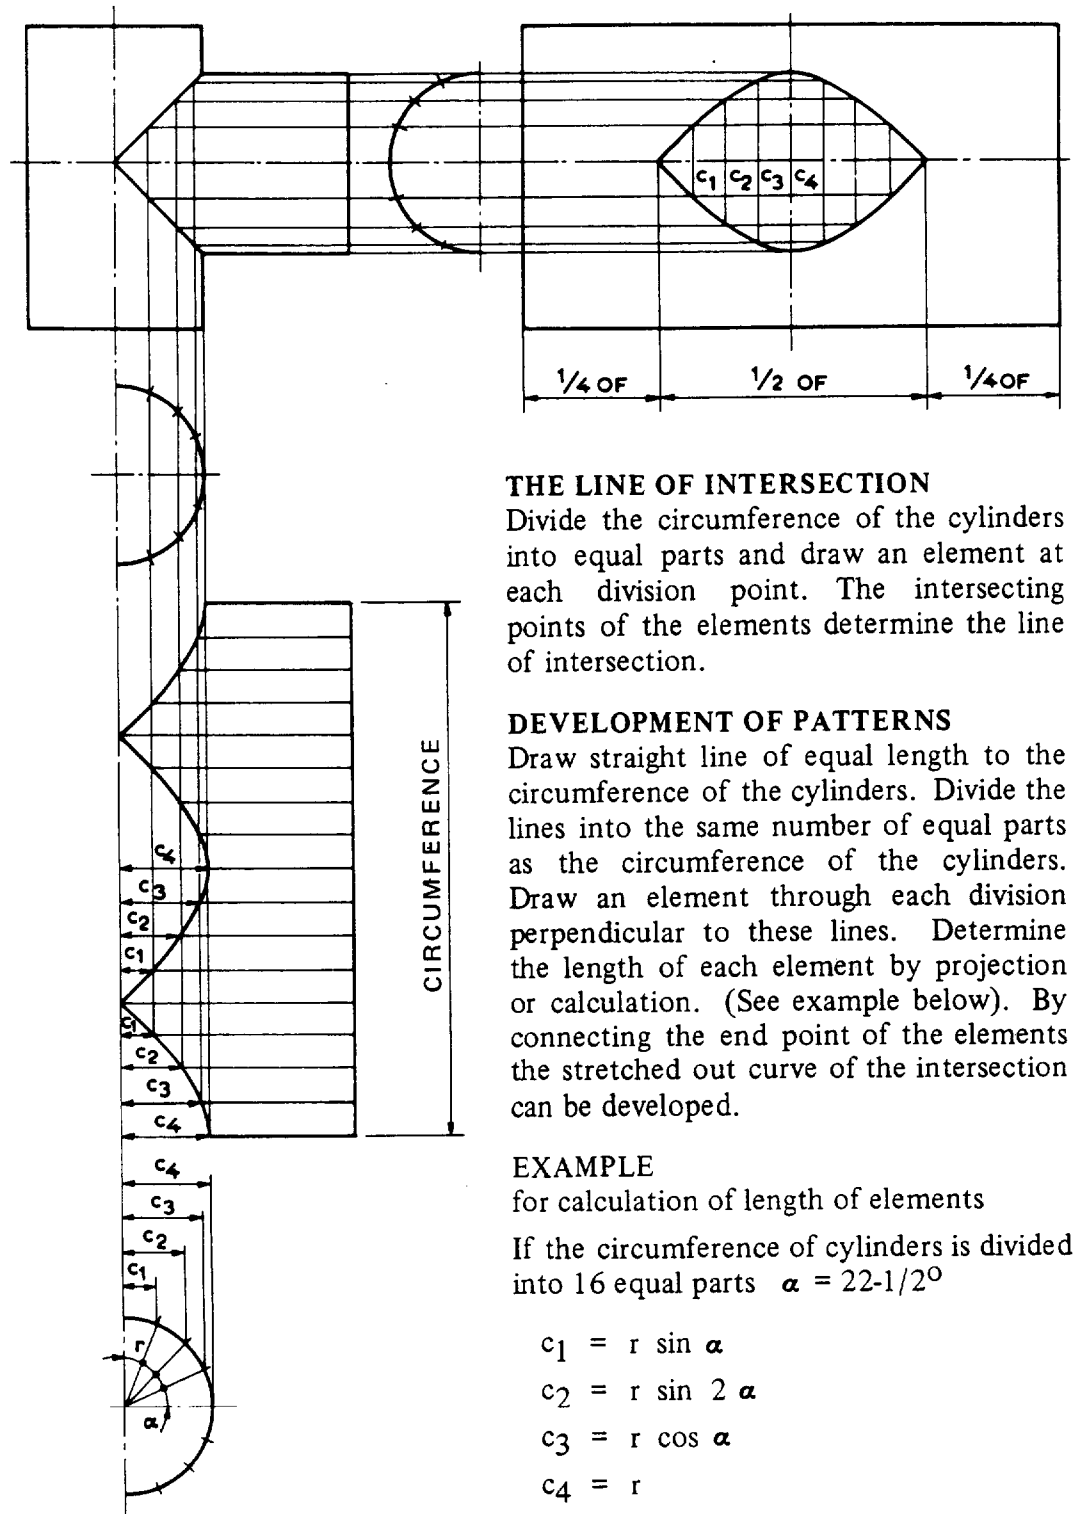 c1 c2 c3 c4
1/4 OF 1/2 OF 1/4 OF
THE LINE OF INTERSECTION
Divide the circumference of the cylinders
into equal parts and draw an element at
each division point. The intersecting
points of the elements determine the line
of intersection.
DEVELOPMENT OF PATTERNS
Draw straight line of equal length to the
circumference of the cylinders. Divide the
lines into the same number of equal parts
as the circumference of the cylinders.
Draw an element through each division
perpendicular to these lines. Determine
the length of each element by projection
or calculation. (See example below). By
connecting the end point of the elements
the stretched out curve of the intersection
can be developed.
CIRCUMFERENCE
c4
c3
c2
c1
c1
c2
c3
c4
c4
c3
c2
c1
r
α
EXAMPLE
for calculation of length of elements
If the circumference of cylinders is divided
into 16 equal parts α = 22-1/2°
c1 = r sin α
c2 = r sin 2 α
c3 = r cos α
c4 = r